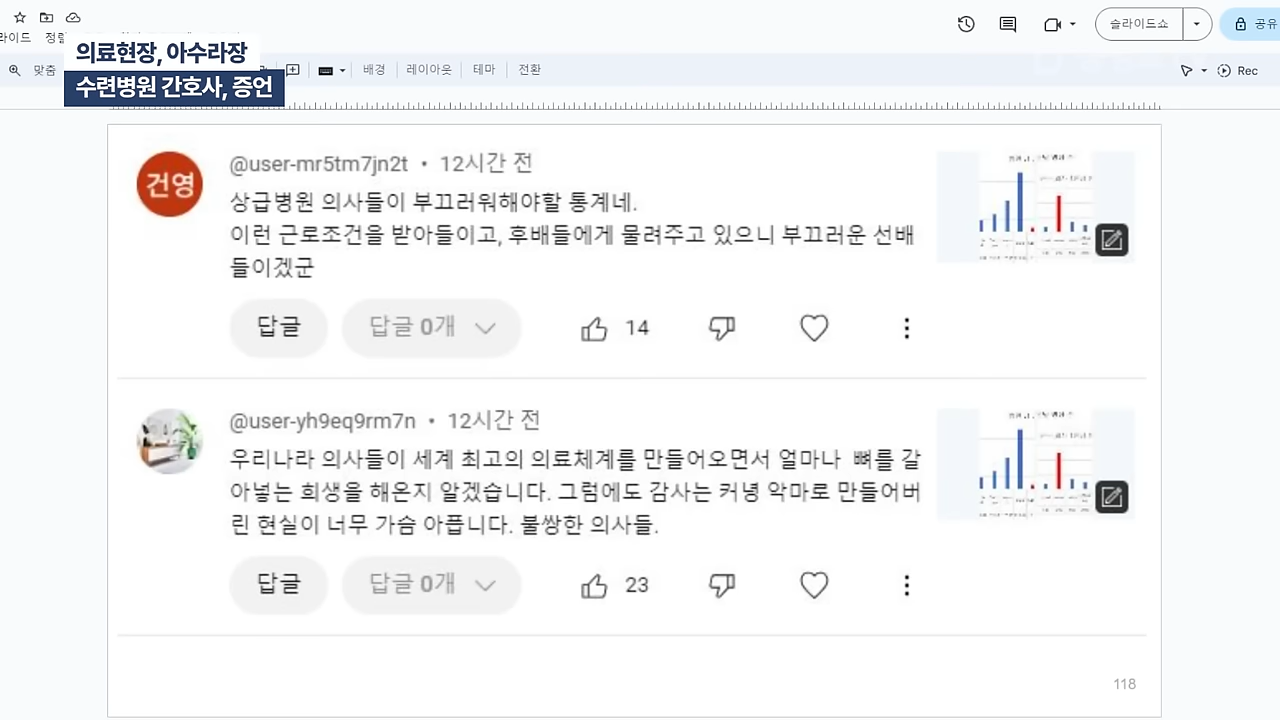 슬라이드쇼
공유
라이드
의료현장, 아수라장
수련병원 간호사, 증언
맞춤
배경
레이아웃
테마
전환
Rec
건영
@user-mr5tm7jn2t • 12시간 전
상급병원 의사들이 부끄러워해야할 통계네.
이런 근로조건을 받아들이고, 후배들에게 물려주고 있으니 부끄러운 선배
들이겠군
답글
답글 0개
14
@user-yh9eq9rm7n • 12시간 전
우리나라 의사들이 세계 최고의 의료체계를 만들어오면서 얼마나 뼈를 갈
아넣는 희생을 해온지 알겠습니다. 그럼에도 감사는 커녕 악마로 만들어버
린 현실이 너무 가슴 아픕니다. 불쌍한 의사들.
답글
답글 0개
23
118